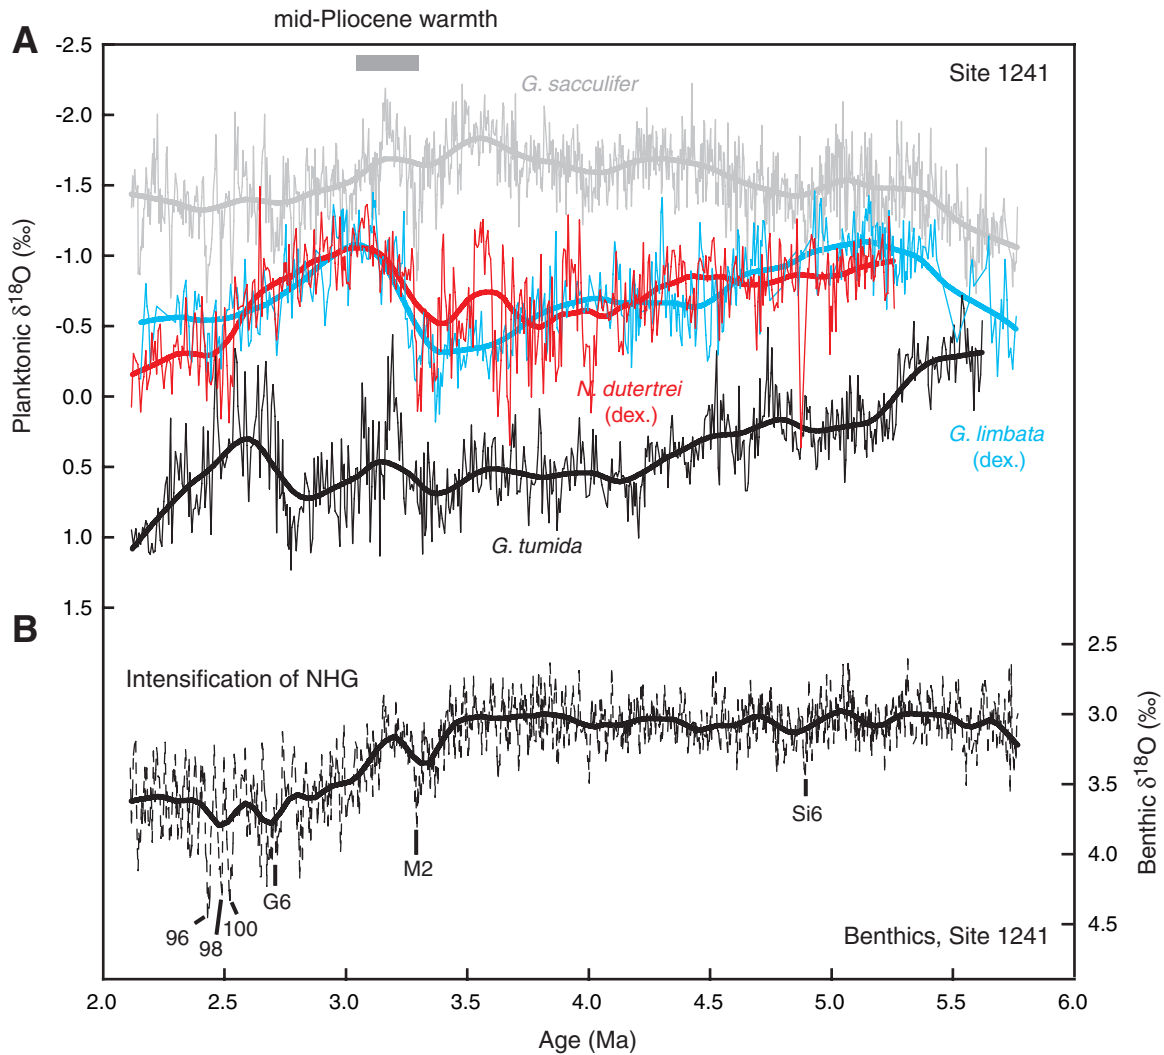 mid-Pliocene warmth
A
-2.5
-2.0
-1.5
-1.0
-0.5
0.0
0.5
1.0
1.5
Planktonic δ18O (‰)
Site 1241
G. sacculifer
N. dutertrei
(dex.)
G. limbata
(dex.)
G. tumida
B
Intensification of NHG
2.5
3.0
3.5
4.0
4.5
Benthic δ18O (‰)
Si6
M2
G6
100
96
98
Benthics, Site 1241
2.0 2.5 3.0 3.5 4.0 4.5 5.0 5.5 6.0
Age (Ma)